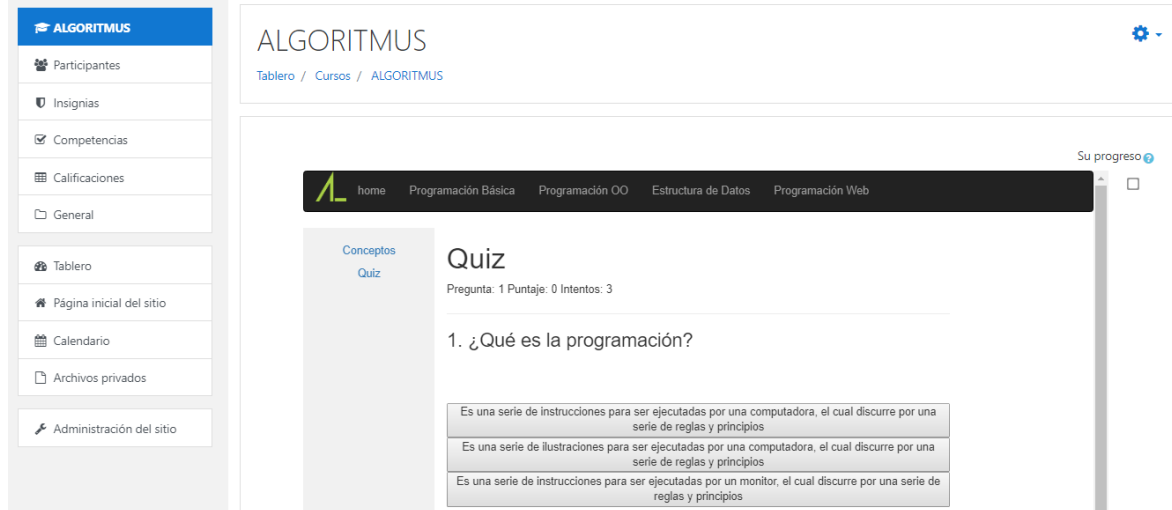 ALGORITMUS
Participantes
Insignias
Competencias
Calificaciones
General
Tablero
Página inicial del sitio
Calendario
Archivos privados
Administración del sitio
ALGORITMUS
Tablero / Cursos / ALGORITMUS
Su progreso
home Programación Básica Programación OO Estructura de Datos Programación Web
Conceptos
Quiz
Quiz
Pregunta: 1 Puntaje: 0 Intentos: 3
1. ¿Qué es la programación?
Es una serie de instrucciones para ser ejecutadas por una computadora, el cual discurre por una
serie de reglas y principios
Es una serie de ilustraciones para ser ejecutadas por una computadora, el cual discurre por una
serie de reglas y principios
Es una serie de instrucciones para ser ejecutadas por un monitor, el cual discurre por una serie de
reglas y principios